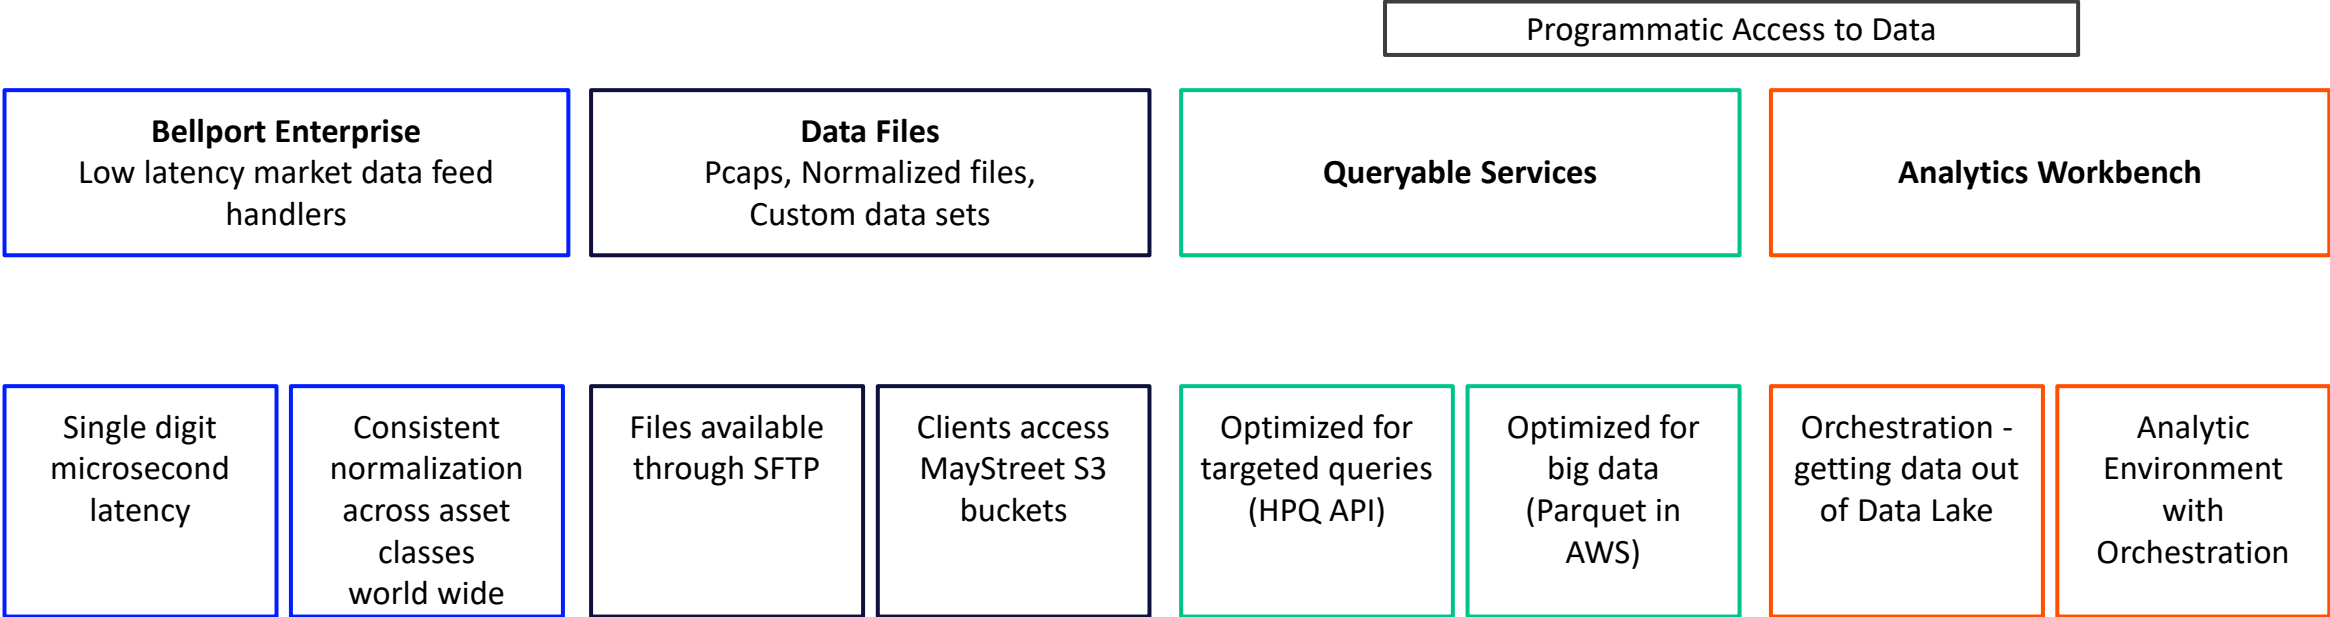 Programmatic Access to Data
Bellport Enterprise
Low latency market data feed
handlers
Data Files
Pcaps, Normalized files,
Custom data sets
Queryable Services
Analytics Workbench
Single digit
microsecond
latency
Consistent
normalization
across asset
classes
world wide
Files available
through SFTP
Clients access
MayStreet S3
buckets
Optimized for
targeted queries
(HPQ API)
Optimized for
big data
(Parquet in
AWS)
Orchestration -
getting data out
of Data Lake
Analytic
Environment
with
Orchestration